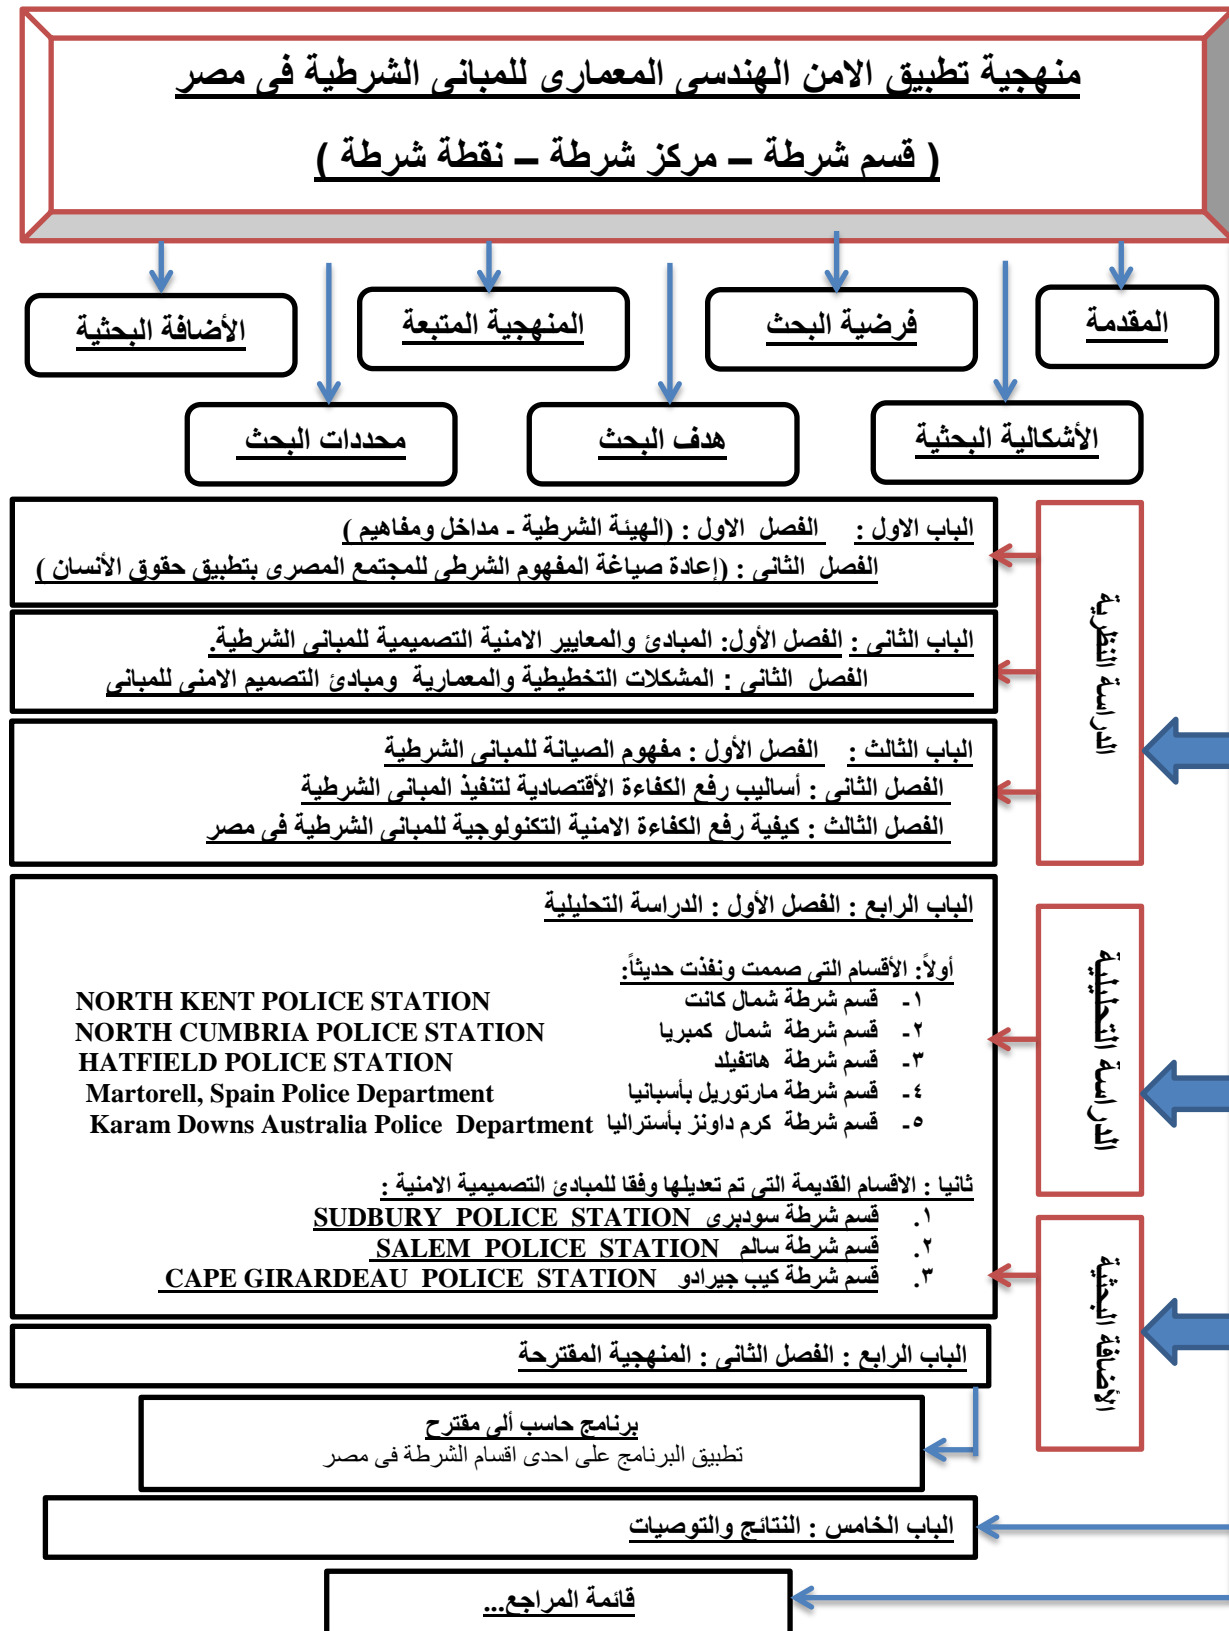 منهجية تطبيق الامن الهندسى المعمارى للمبانى الشرطية فى مصر
( قسم شرطة – مركز شرطة – نقطة شرطة )
المقدمة
فرضية البحث
المنهجية المتبعة
الأضافة البحثية
الأشكالية البحثية
هدف البحث
محددات البحث
الدراسة النظرية
الباب الاول : الفصل الاول : (الهيئة الشرطية - مداخل ومفاهيم )
الفصل الثانى : (إعادة صياغة المفهوم الشرطى للمجتمع المصرى بتطبيق حقوق الأنسان )
الباب الثانى : الفصل الأول: المبادئ والمعايير الامنية التصميمية للمبانى الشرطية.
الفصل الثانى : المشكلات التخطيطية والمعمارية ومبادئ التصميم الامنى للمبانى
الباب الثالث : الفصل الأول : مفهوم الصيانة للمبانى الشرطية
الفصل الثانى : أساليب رفع الكفاءة الأقتصادية لتنفيذ المبانى الشرطية
الفصل الثالث : كيفية رفع الكفاءة الامنية التكنولوجية للمبانى الشرطية فى مصر
الدراسة التحليلية
الباب الرابع : الفصل الأول : الدراسة التحليلية
أولاً: الأقسام التى صممت ونفذت حديثاً:
١- قسم شرطة شمال كانت NORTH KENT POLICE STATION
٢- قسم شرطة شمال كمبريا NORTH CUMBRIA POLICE STATION
٣- قسم شرطة هاتفيلد HATFIELD POLICE STATION
٤- قسم شرطة مارتوريل بأسبانيا Martorell, Spain Police Department
٥- قسم شرطة كرم داونز بأستراليا Karam Downs Australia Police Department
ثانيا : الاقسام القديمة التى تم تعديلها وفقا للمبادئ التصميمية الامنية :
١. قسم شرطة سودبرى SUDBURY POLICE STATION
٢. قسم شرطة سالم SALEM POLICE STATION
٣. قسم شرطة كيب جيرادو CAPE GIRARDEAU POLICE STATION
الأضافة البحثية
الباب الرابع : الفصل الثانى : المنهجية المقترحة
برنامج حاسب ألى مقترح
تطبيق البرنامج على احدى اقسام الشرطة فى مصر
الباب الخامس : النتائج والتوصيات
قائمة المراجع...